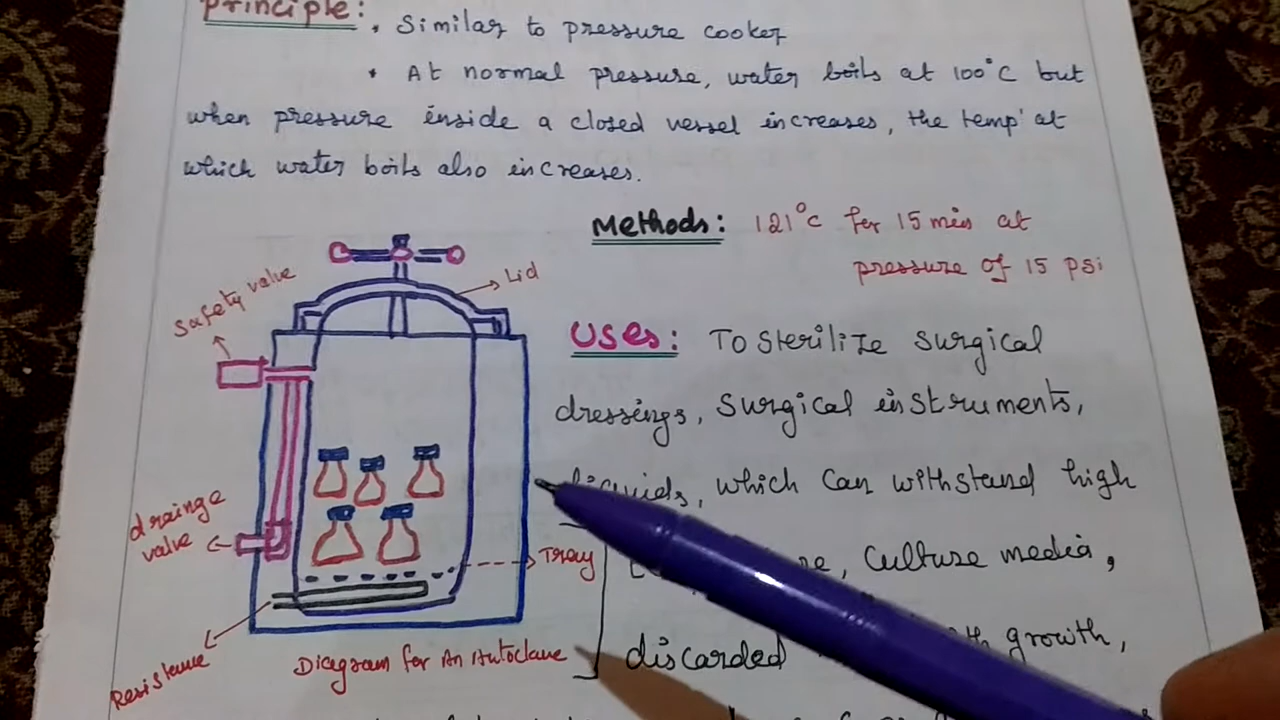 Principle:
• Similar to pressure cooker
• At normal pressure, water boils at 100°C but
when pressure inside a closed vessel increases, the temp' at
which water boils also increases.
Methods: 121°C for 15 min at
pressure of 15 psi
Safety valve
Lid
Uses: To sterilize surgical
dressings, surgical instruments,
which can withstand high
culture media,
drainge
valve
Tray
discarded growth,
Resistance
Diagram for An Autoclave